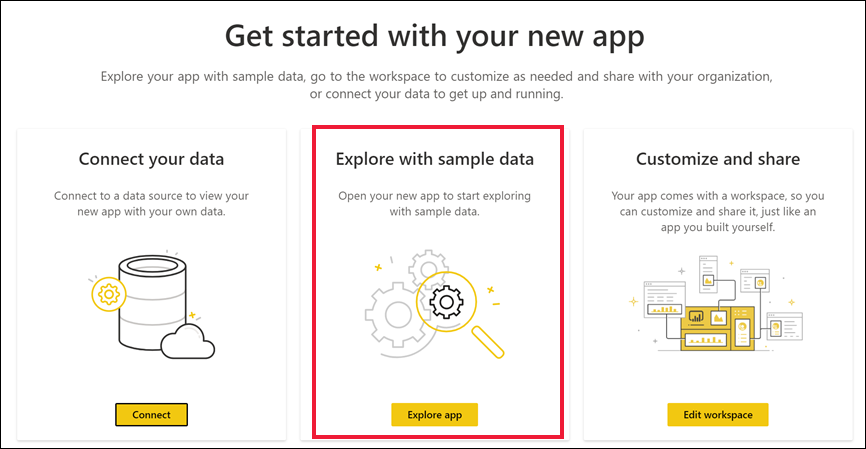 Get started with your new app
Explore your app with sample data, go to the workspace to customize as needed and share with your organization,
or connect your data to get up and running.
Connect your data
Connect to a data source to view your
new app with your own data.
Connect
Explore with sample data
Open your new app to start exploring
with sample data.
Explore app
Customize and share
Your app comes with a workspace, so you
can customize and share it, just like an
app you built yourself.
Edit workspace